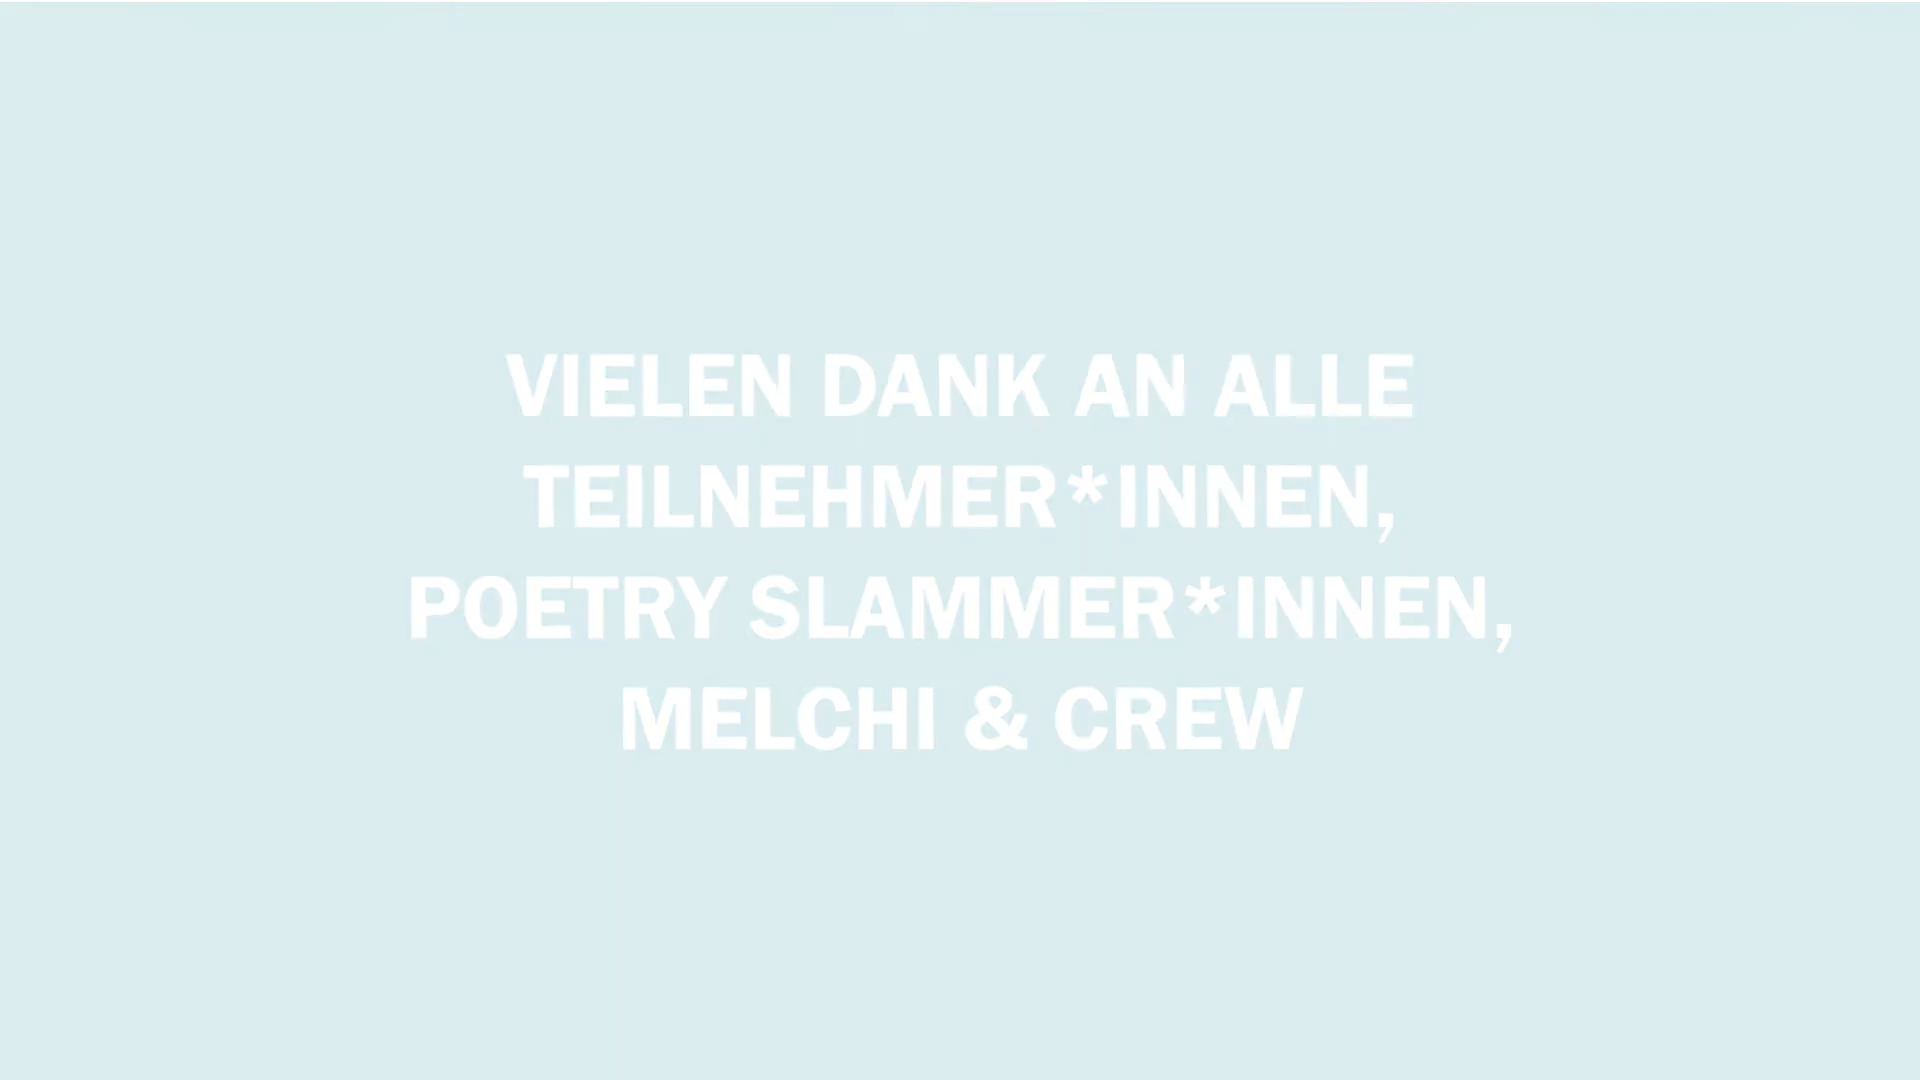 VIELEN DANK AN ALLE
TEILNEHMER*INNEN,
POETRY SLAMMER*INNEN,
MELCHI & CREW